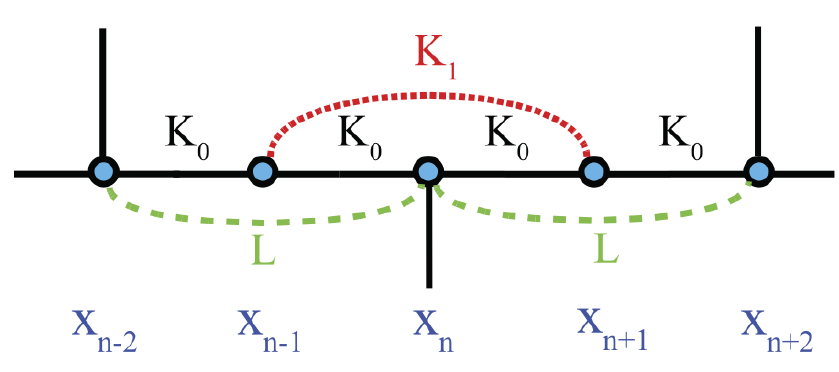 K₁
K₀ K₀ K₀ K₀
L L
xₙ₋₂ xₙ₋₁ xₙ xₙ₊₁ xₙ₊₂